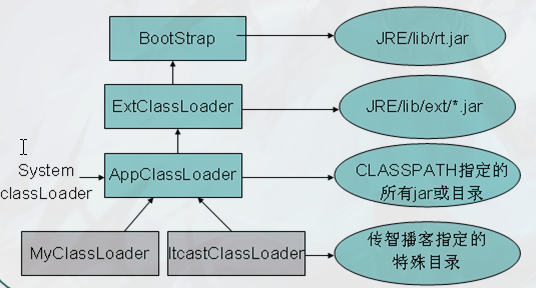 BootStrap
JRE/lib/rt.jar
ExtClassLoader
JRE/lib/ext/*.jar
System
classLoader
AppClassLoader
CLASSPATH指定的
所有jar或目录
MyClassLoader
ItcastClassLoader
传智播客指定的
特殊目录